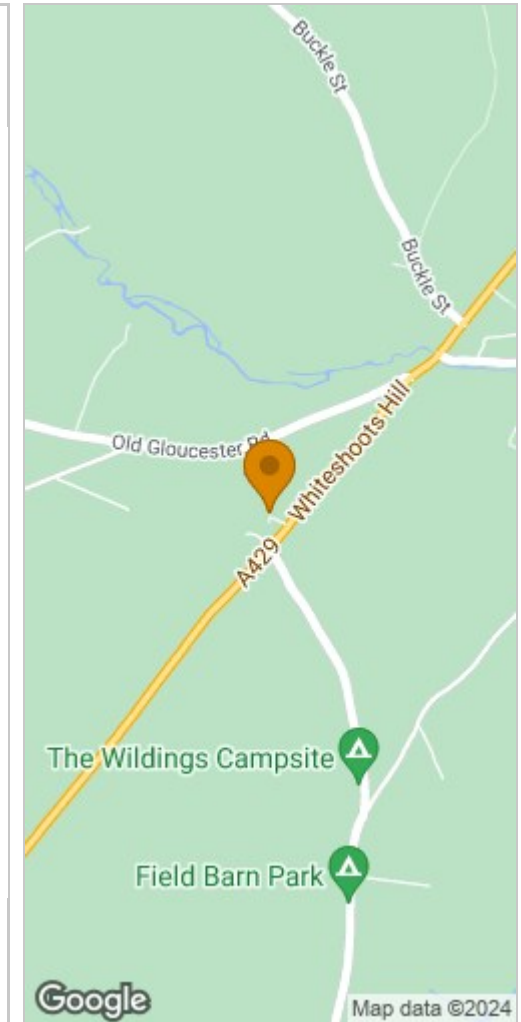 Buckle St
Buckle St
Whiteshoots Hill
Old Gloucester Rd
A429
The Wildings Campsite
Field Barn Park
Google
Map data ©2024